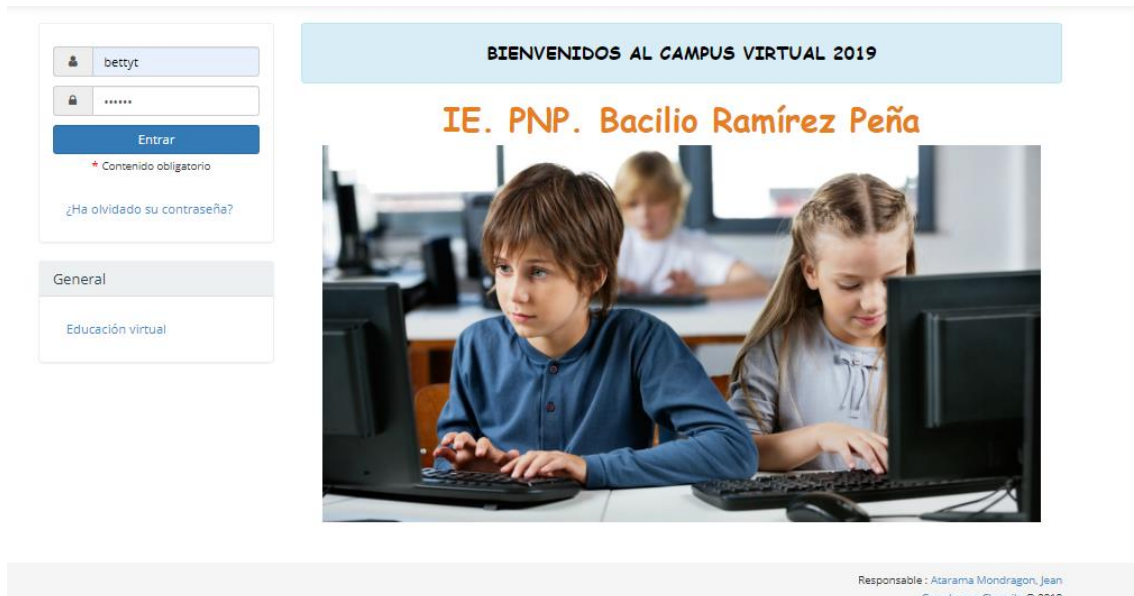 bettyt
Entrar
* Contenido obligatorio
¿Ha olvidado su contraseña?
General
Educación virtual
BIENVENIDOS AL CAMPUS VIRTUAL 2019
IE. PNP. Bacilio Ramírez Peña
Responsable : Atarama Mondragon, Jean